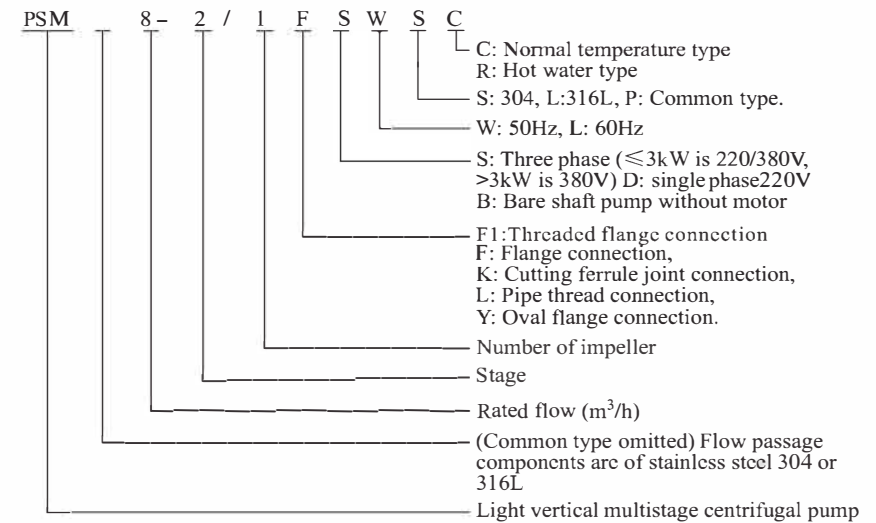 PSM 8- 2 / 1 F S W S C
C: Normal temperature type
R: Hot water type
S: 304, L:316L, P: Common type.
W: 50Hz, L: 60Hz
S: Three phase (≤3kW is 220/380V,
>3kW is 380V) D: single phase220V
B: Bare shaft pump without motor
F1:Threaded flange connection
F: Flange connection,
K: Cutting ferrule joint connection,
L: Pipe thread connection,
Y: Oval flange connection.
Number of impeller
Stage
Rated flow (m³/h)
(Common type omitted) Flow passage
components are of stainless steel 304 or
316L
Light vertical multistage centrifugal pump